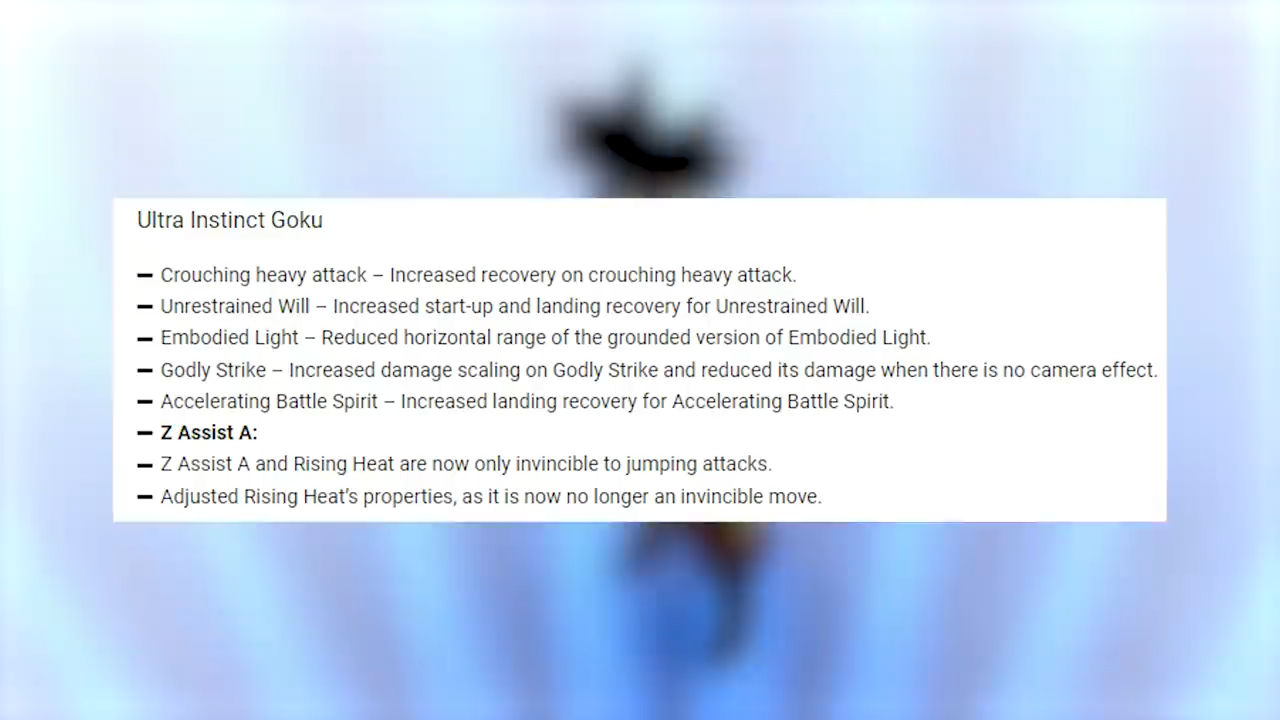 Ultra Instinct Goku
– Crouching heavy attack – Increased recovery on crouching heavy attack.
– Unrestrained Will – Increased start-up and landing recovery for Unrestrained Will.
– Embodied Light – Reduced horizontal range of the grounded version of Embodied Light.
– Godly Strike – Increased damage scaling on Godly Strike and reduced its damage when there is no camera effect.
– Accelerating Battle Spirit – Increased landing recovery for Accelerating Battle Spirit.
– Z Assist A:
– Z Assist A and Rising Heat are now only invincible to jumping attacks.
– Adjusted Rising Heat's properties, as it is now no longer an invincible move.